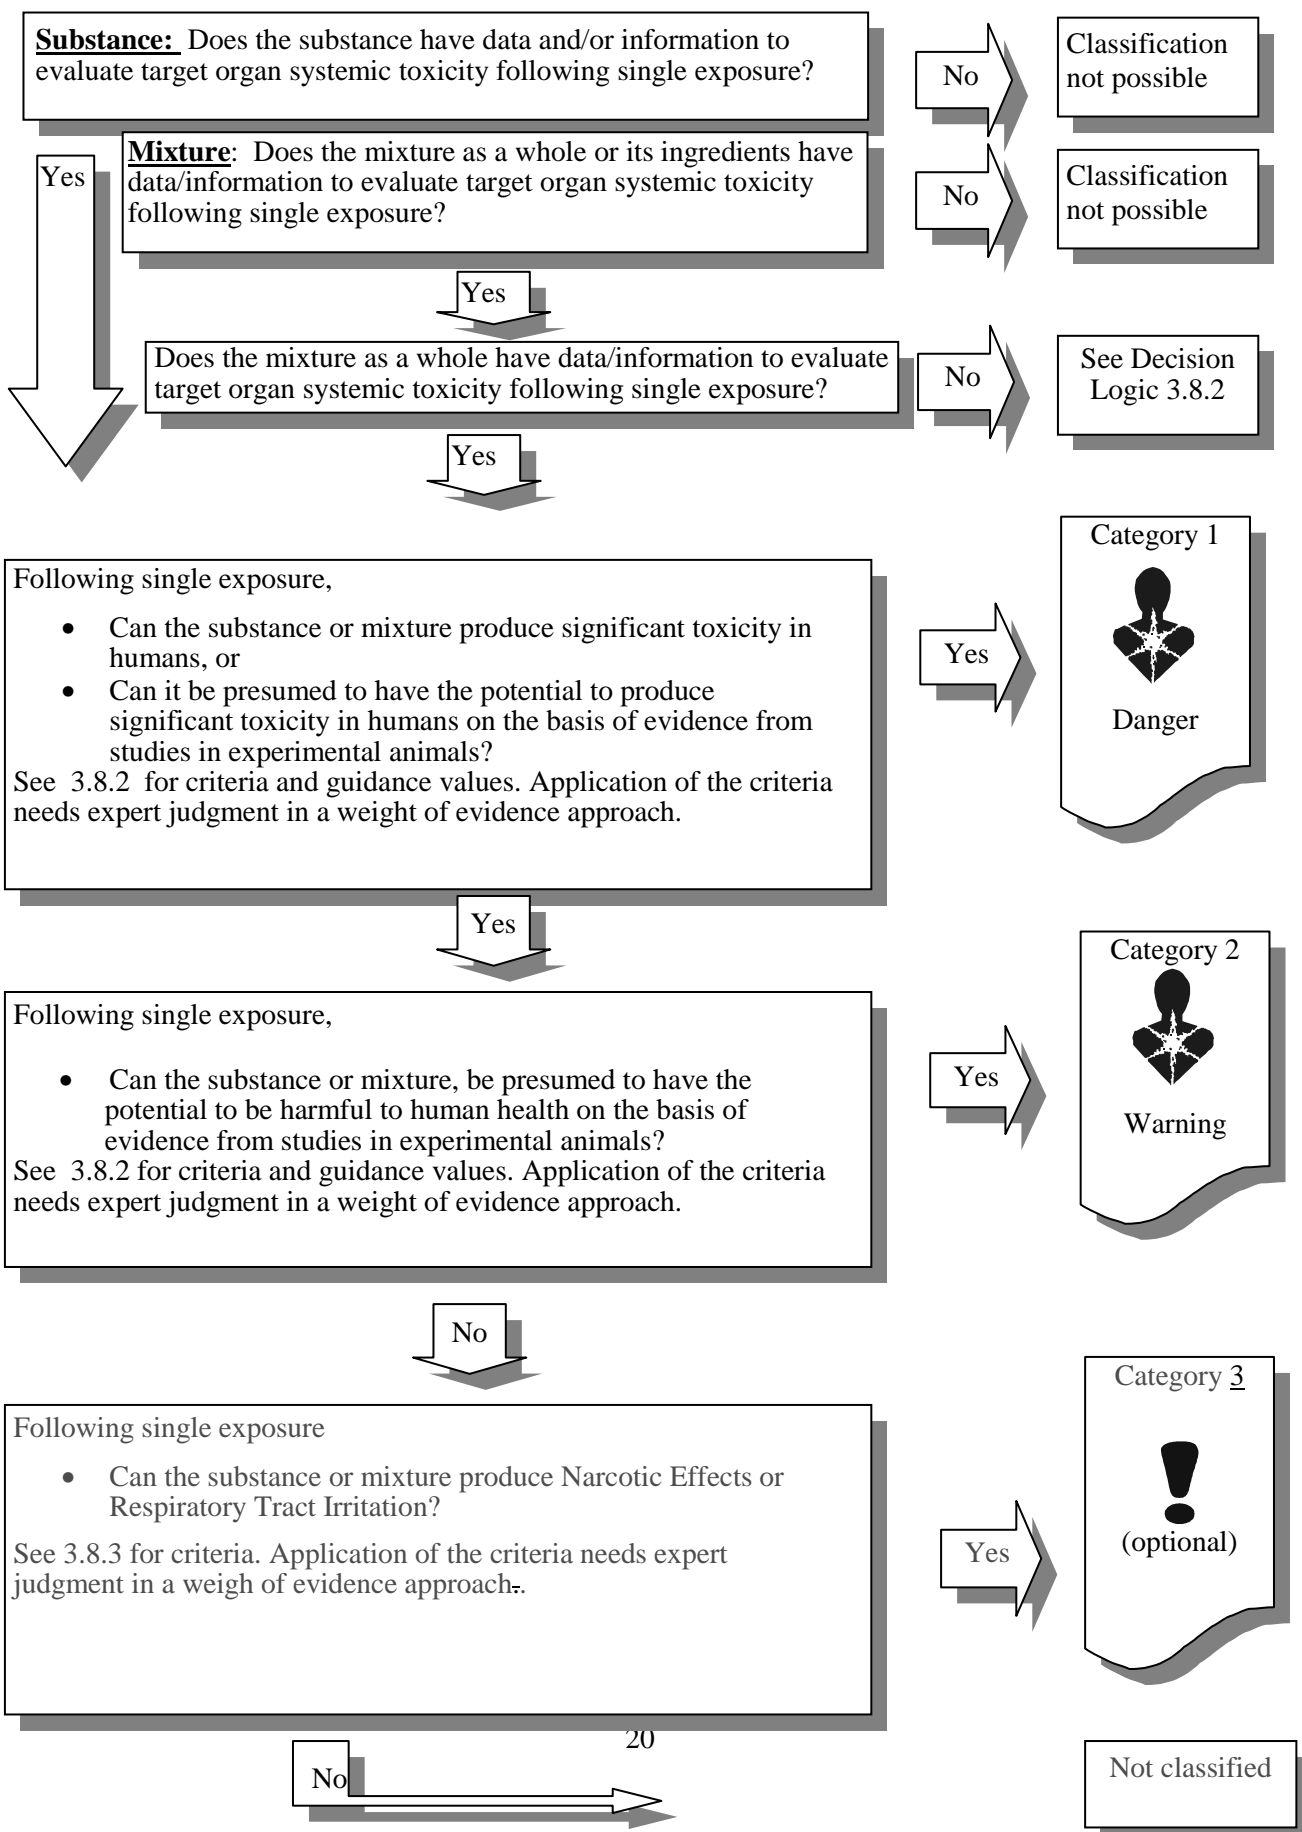 Substance: Does the substance have data and/or information to
evaluate target organ systemic toxicity following single exposure?
No
Classification
not possible
Yes
Mixture: Does the mixture as a whole or its ingredients have
data/information to evaluate target organ systemic toxicity
following single exposure?
No
Classification
not possible
Yes
Does the mixture as a whole have data/information to evaluate
target organ systemic toxicity following single exposure?
No
See Decision
Logic 3.8.2
Yes
Following single exposure,
• Can the substance or mixture produce significant toxicity in
humans, or
• Can it be presumed to have the potential to produce
significant toxicity in humans on the basis of evidence from
studies in experimental animals?
See 3.8.2 for criteria and guidance values. Application of the criteria
needs expert judgment in a weight of evidence approach.
Yes
Category 1
Danger
Yes
Following single exposure,
• Can the substance or mixture, be presumed to have the
potential to be harmful to human health on the basis of
evidence from studies in experimental animals?
See 3.8.2 for criteria and guidance values. Application of the criteria
needs expert judgment in a weight of evidence approach.
Yes
Category 2
Warning
No
Following single exposure
• Can the substance or mixture produce Narcotic Effects or
Respiratory Tract Irritation?
See 3.8.3 for criteria. Application of the criteria needs expert
judgment in a weigh of evidence approach-.
Yes
Category 3
!
(optional)
20
No
Not classified